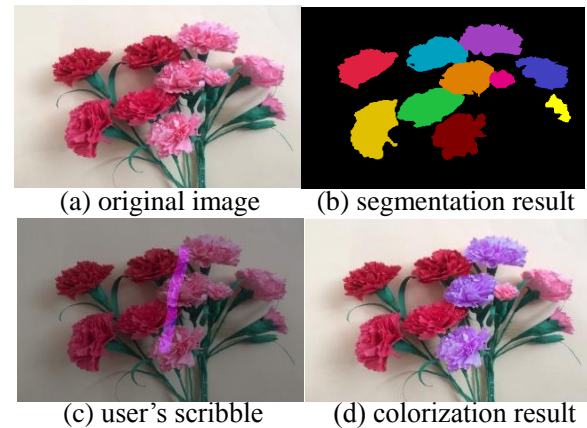 (a) original image
(b) segmentation result
(c) user's scribble
(d) colorization result